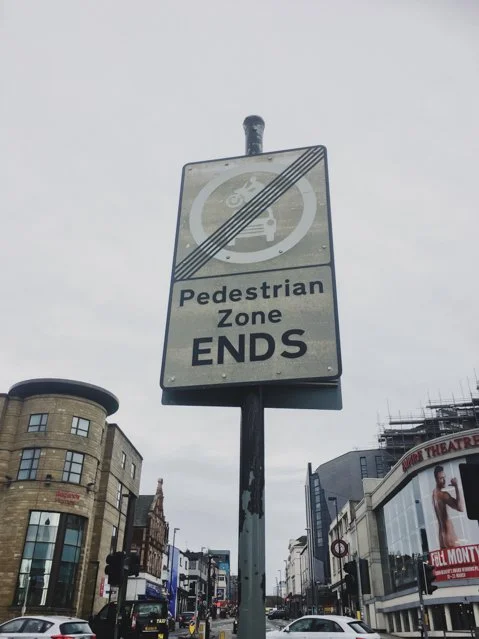 Pedestrian
Zone
ENDS
THEATRE
FULL MONTY
TAXI